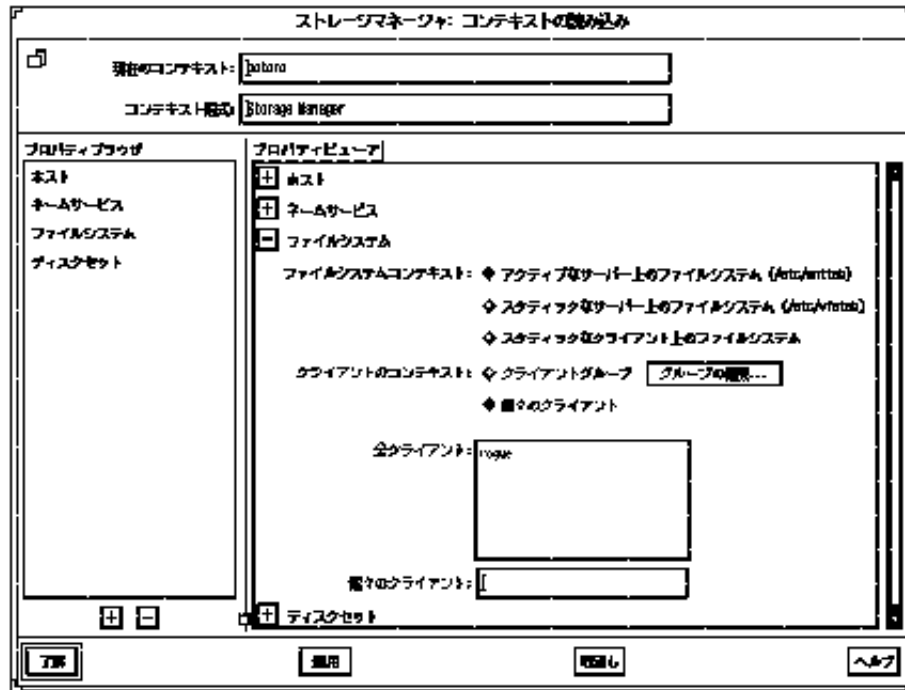 ストレージマネージャ: コンテキストの読み込み
現在のコンテキスト:
コンテキスト形式: Storage Manager
プロパティブラウザ
ホスト
ネームサービス
ファイルシステム
ディスクセット
プロパティビューア
ホスト
ネームサービス
ファイルシステム
ファイルシステムコンテキスト: アクティブなサーバー上のファイルシステム (/etc/mnttab)
スタティックなサーバー上のファイルシステム (/etc/vfstab)
スタティックなクライアント上のファイルシステム
クライアントのコンテキスト: クライアントグループ グループの...
個々のクライアント
全クライアント: rogue
個々のクライアント:
ディスクセット
了解 適用 取消し ヘルプ